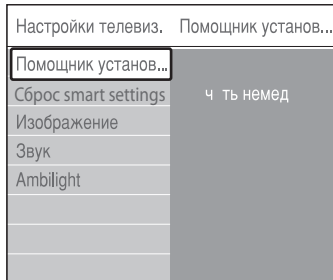 Настройки телевиз. Помощник установ...
Помощник установ...
Сброс smart settings
ч ть немед
Изображение
Звук
Ambilight